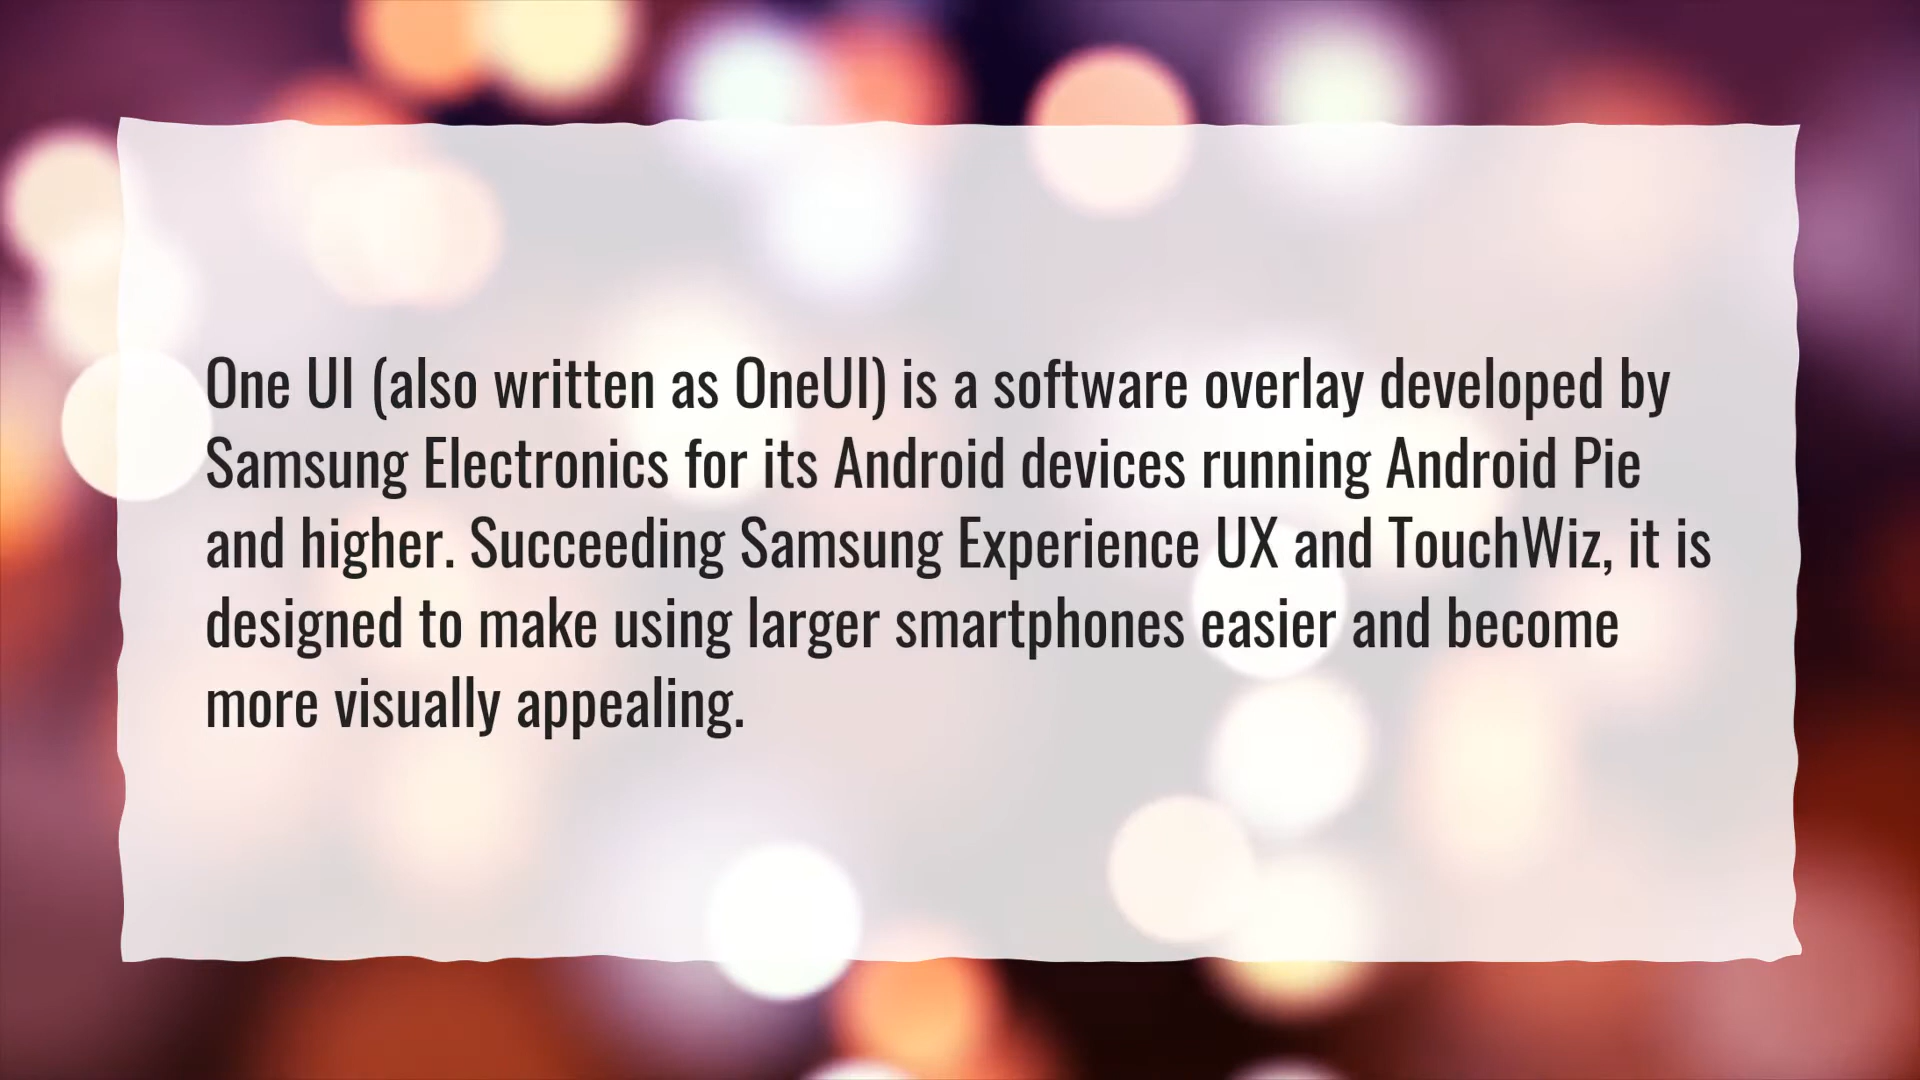 One UI (also written as OneUI) is a software overlay developed by
Samsung Electronics for its Android devices running Android Pie
and higher. Succeeding Samsung Experience UX and TouchWiz, it is
designed to make using larger smartphones easier and become
more visually appealing.